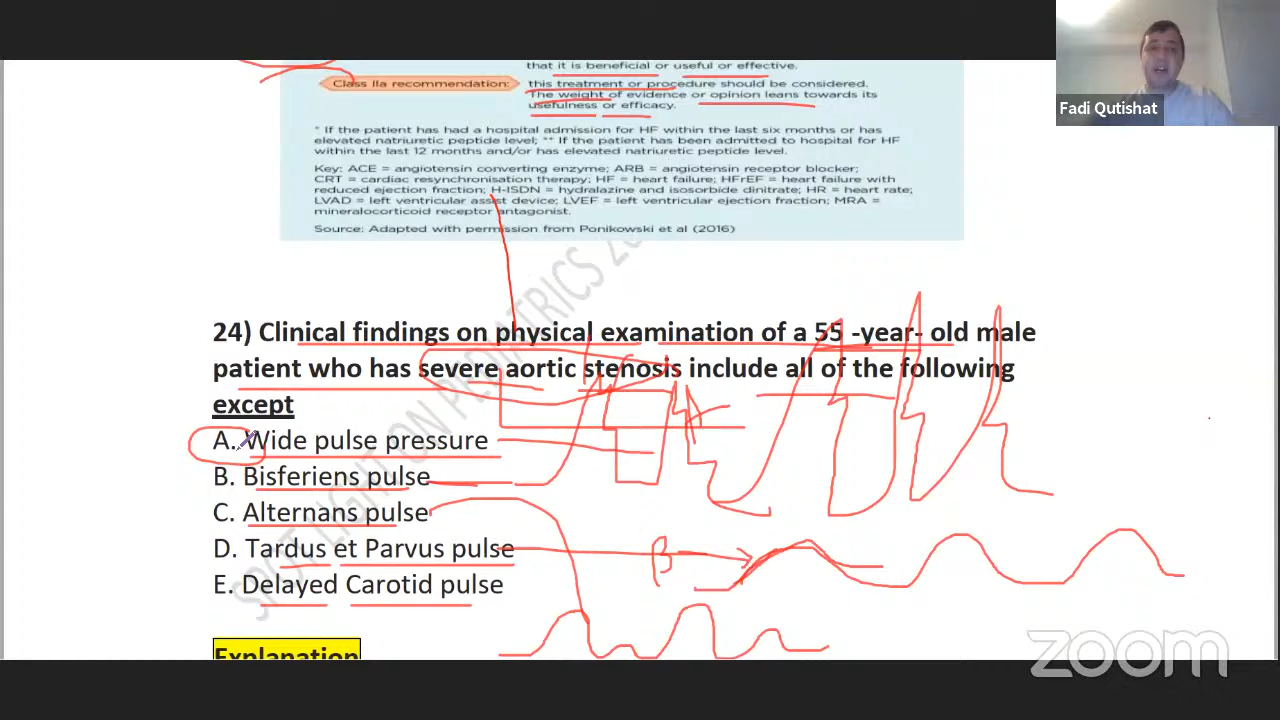 that it is beneficial or useful or effective.
Class IIa recommendation: this treatment or procedure should be considered.
The weight of evidence or opinion leans towards its
usefulness or efficacy.
* If the patient has had a hospital admission for HF within the last six months or has
elevated natriuretic peptide level; ** If the patient has been admitted to hospital for HF
within the last 12 months and/or has elevated natriuretic peptide level.
Key: ACE = angiotensin converting enzyme; ARB = angiotensin receptor blocker;
CRT = cardiac resynchronisation therapy; HF = heart failure; HFrEF = heart failure with
reduced ejection fraction; H-ISDN = hydralazine and isosorbide dinitrate; HR = heart rate;
LVAD = left ventricular assist device; LVEF = left ventricular ejection fraction; MRA =
mineralocorticoid receptor antagonist.
Source: Adapted with permission from Ponikowski et al (2016)
Fadi Qutishat
24) Clinical findings on physical examination of a 55 -year- old male
patient who has severe aortic stenosis include all of the following
except
A. Wide pulse pressure
B. Bisferiens pulse
C. Alternans pulse
D. Tardus et Parvus pulse
E. Delayed Carotid pulse
SPOT LIGHT ON PEDIATRICS
Explanation
zoom